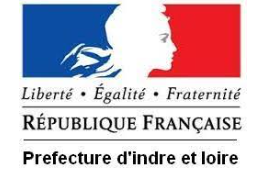 Liberté • Égalité • Fraternité
RÉPUBLIQUE FRANÇAISE
Prefecture d'indre et loire